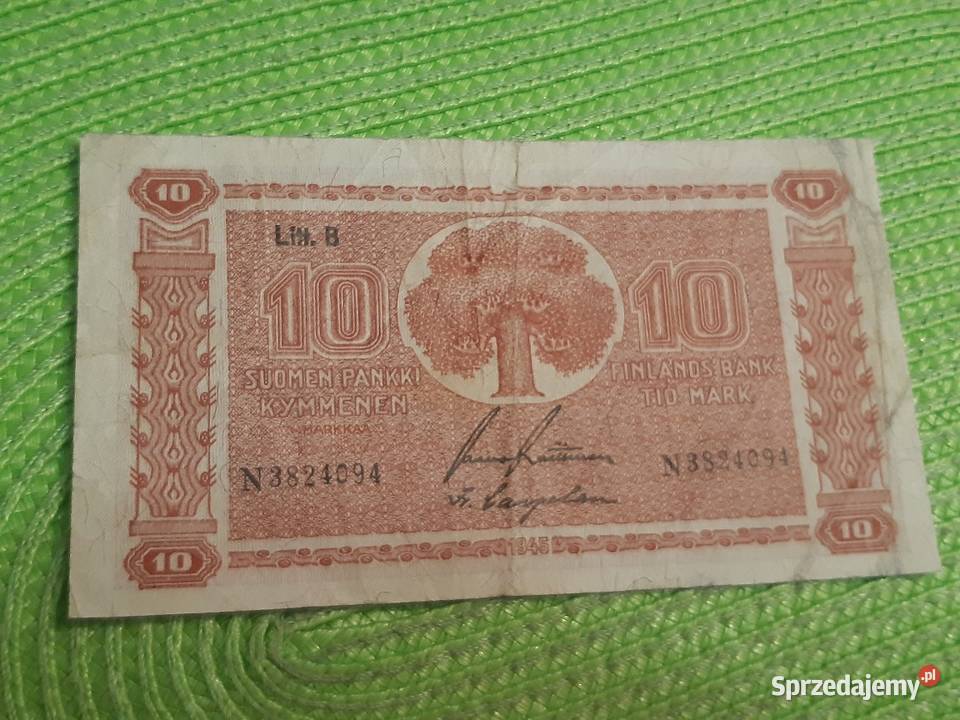 10 10
Litt. B
10 10
SUOMEN PANKKI FINLANDS BANK
KYMMENEN TIO MARK
MARKKAA
N3824094 N3824094
1945
10 10
Sprzedajemy.pl